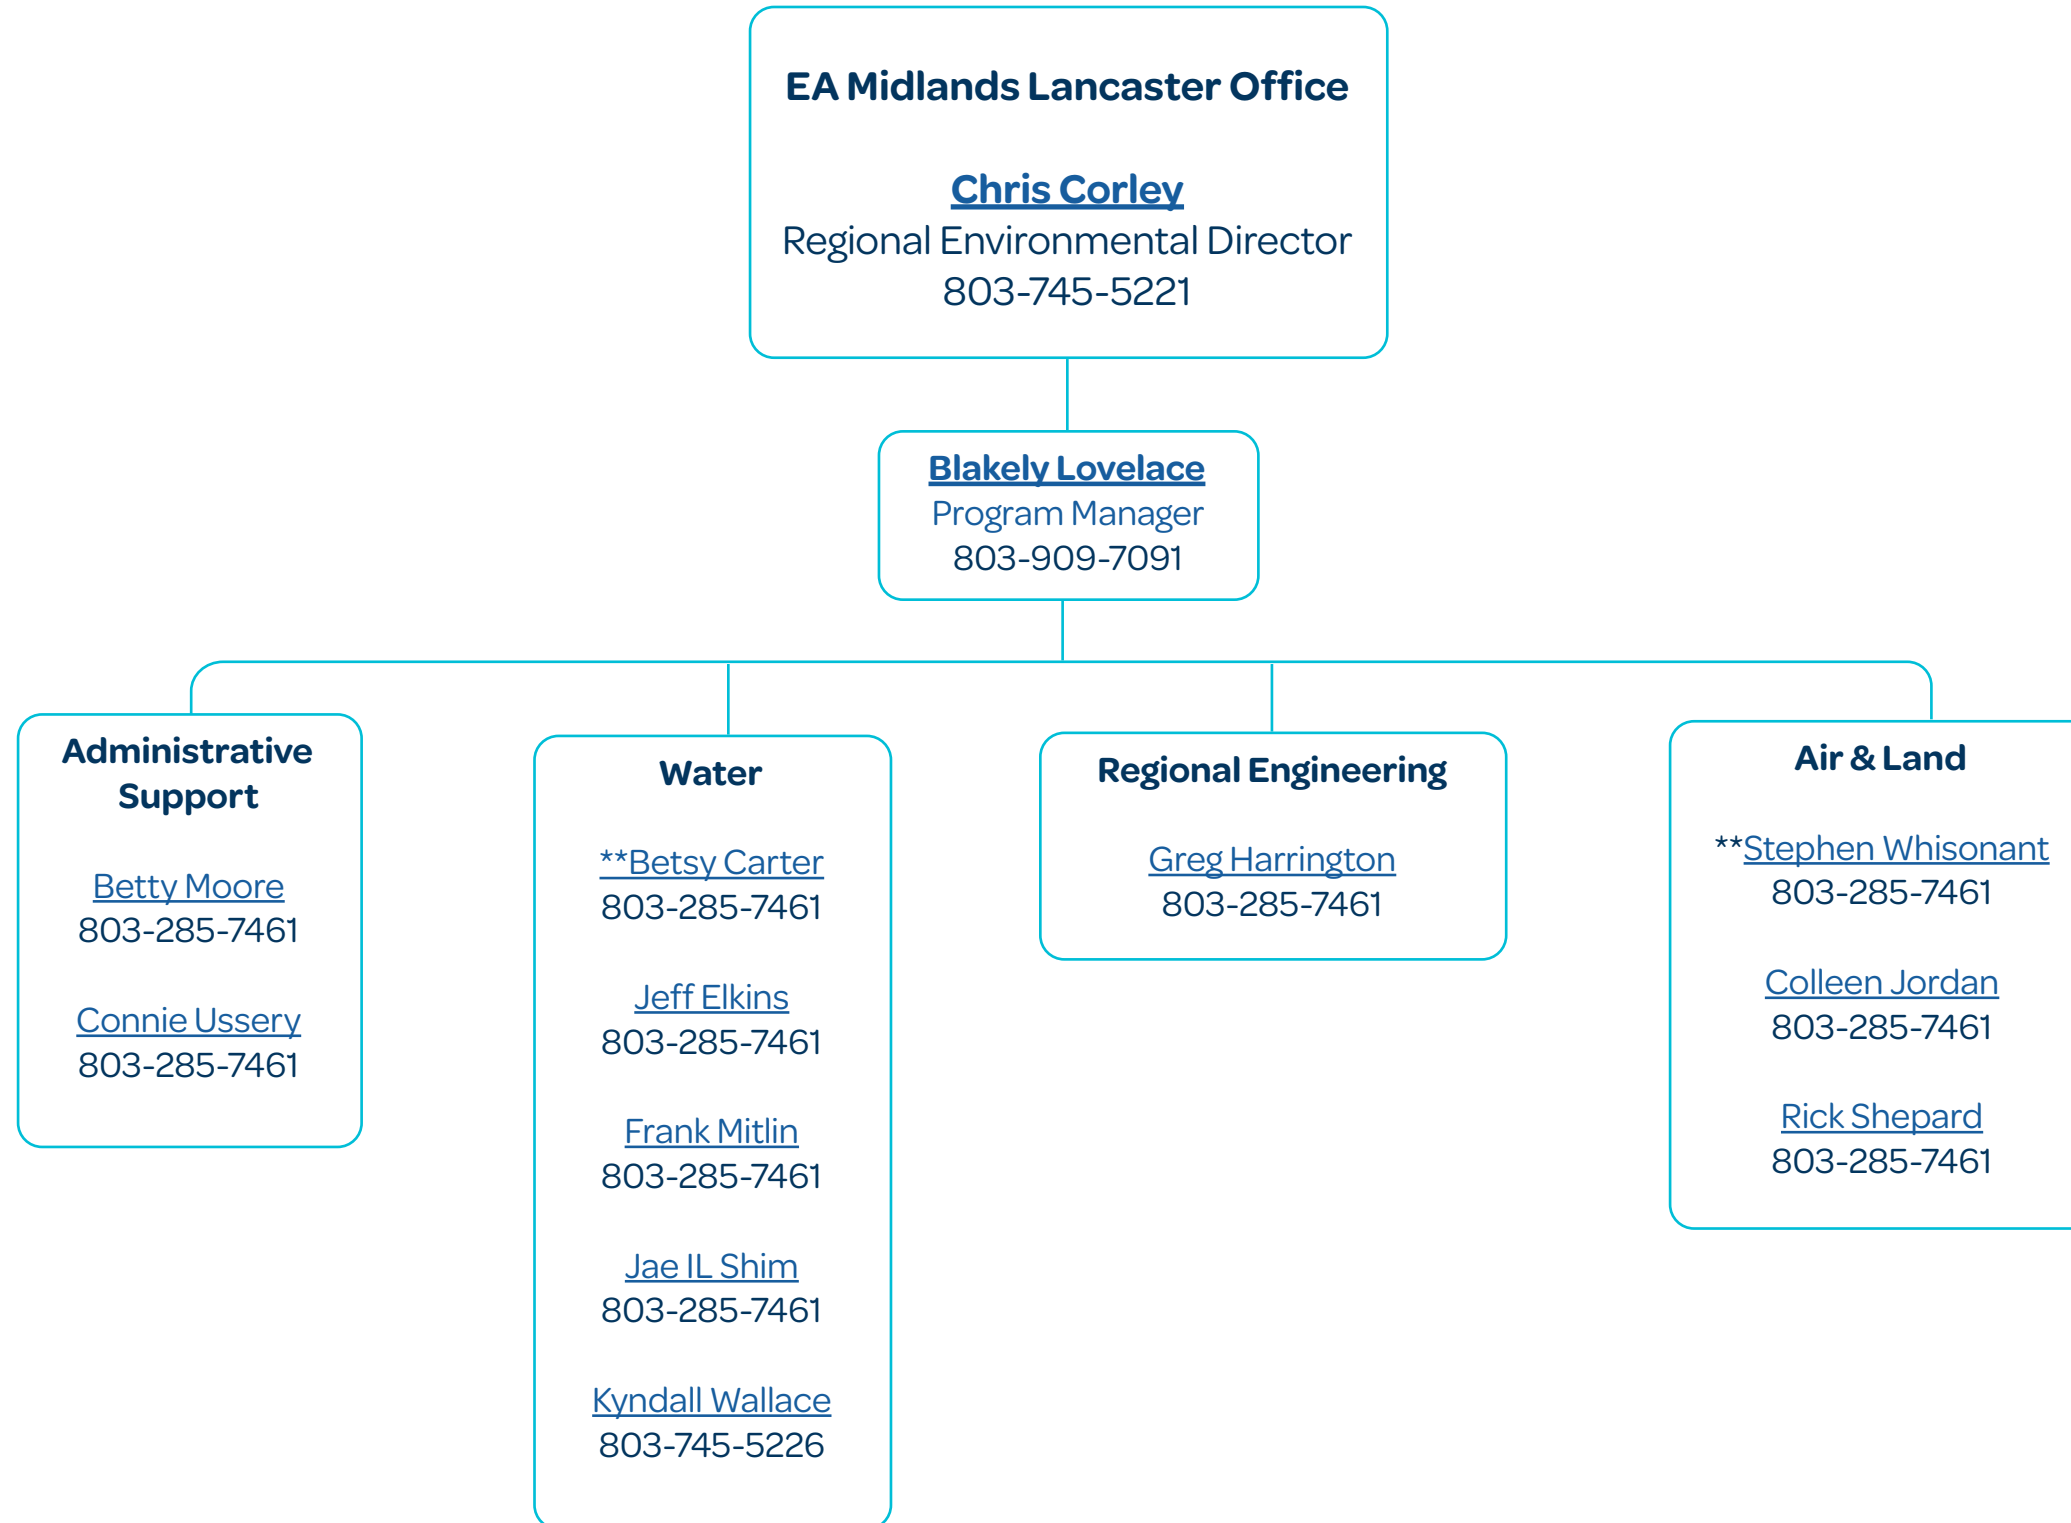 EA Midlands Lancaster Office
Chris Corley
Regional Environmental Director
803-745-5221
Blakely Lovelace
Program Manager
803-909-7091
Administrative
Support
Betty Moore
803-285-7461
Connie Ussery
803-285-7461
Water
**Betsy Carter
803-285-7461
Jeff Elkins
803-285-7461
Frank Mitlin
803-285-7461
Jae IL Shim
803-285-7461
Kyndall Wallace
803-745-5226
Regional Engineering
Greg Harrington
803-285-7461
Air & Land
**Stephen Whisonant
803-285-7461
Colleen Jordan
803-285-7461
Rick Shepard
803-285-7461